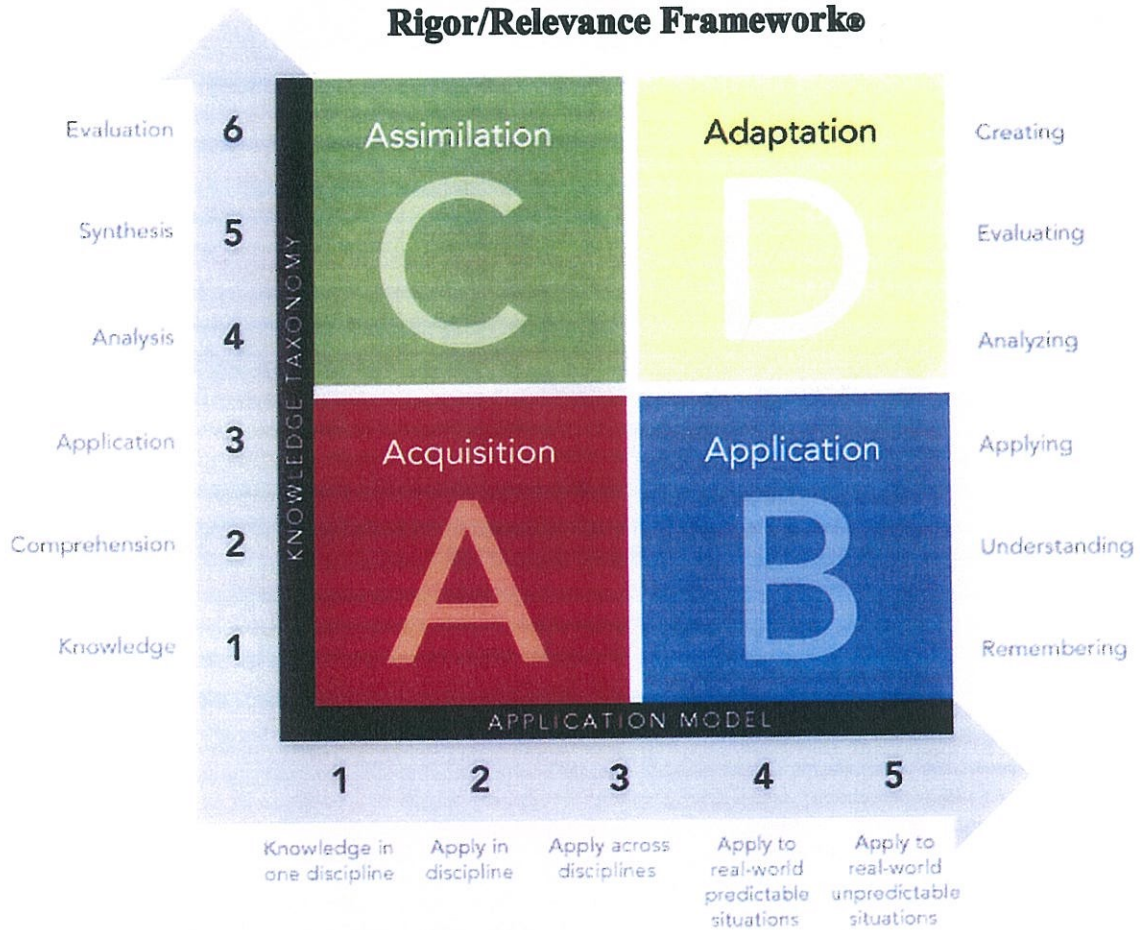 Rigor/Relevance Framework®
Evaluation 6 Assimilation Adaptation Creating
C D
Synthesis 5 Evaluating
Analysis 4 Analyzing
KNOWLEDGE TAXONOMY
Application 3 Acquisition Application Applying
A B
Comprehension 2 Understanding
Knowledge 1 Remembering
APPLICATION MODEL
1 2 3 4 5
Knowledge in
one discipline
Apply in
discipline
Apply across
disciplines
Apply to
real-world
predictable
situations
Apply to
real-world
unpredictable
situations